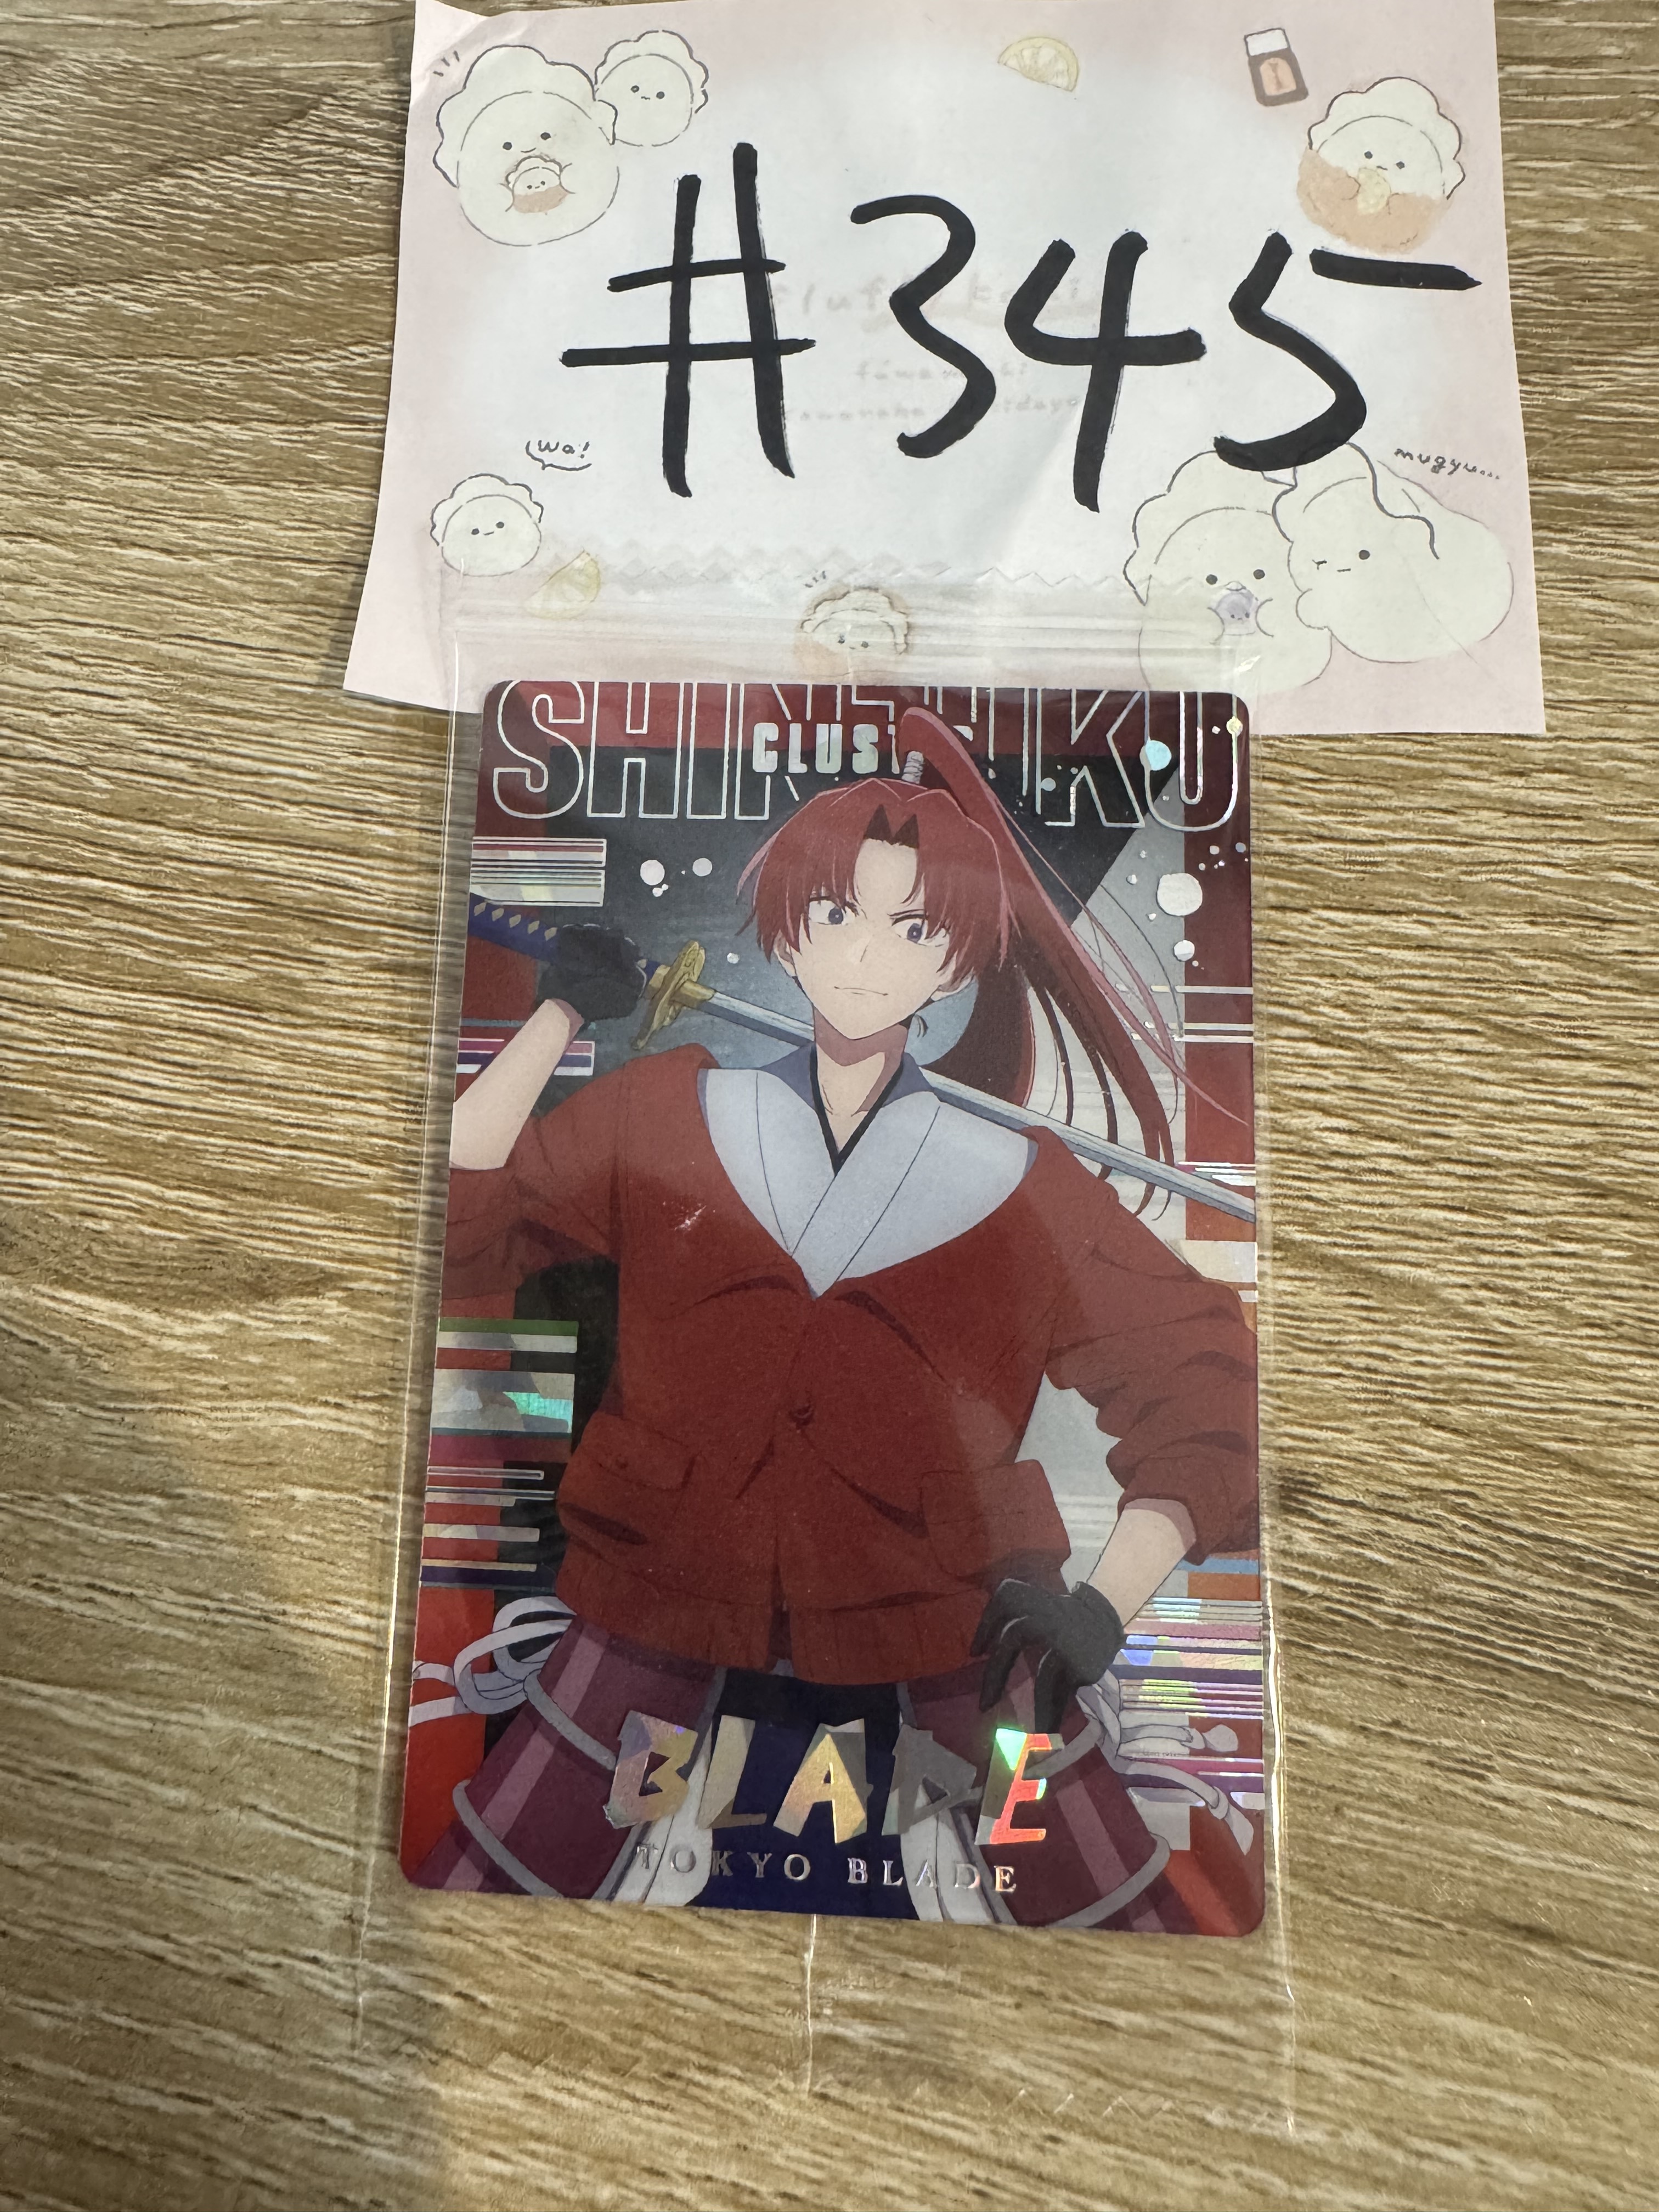 #345
Wa!
mugyu...
SHINJUKU
CLUSTER
BLADE
TOKYO BLADE